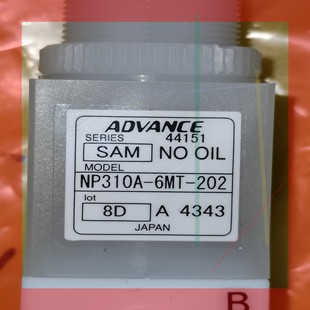 ADVANCE
SERIES 44151
SAM NO OIL
MODEL
NP310A-6MT-202
lot
8D A 4343
JAPAN
B